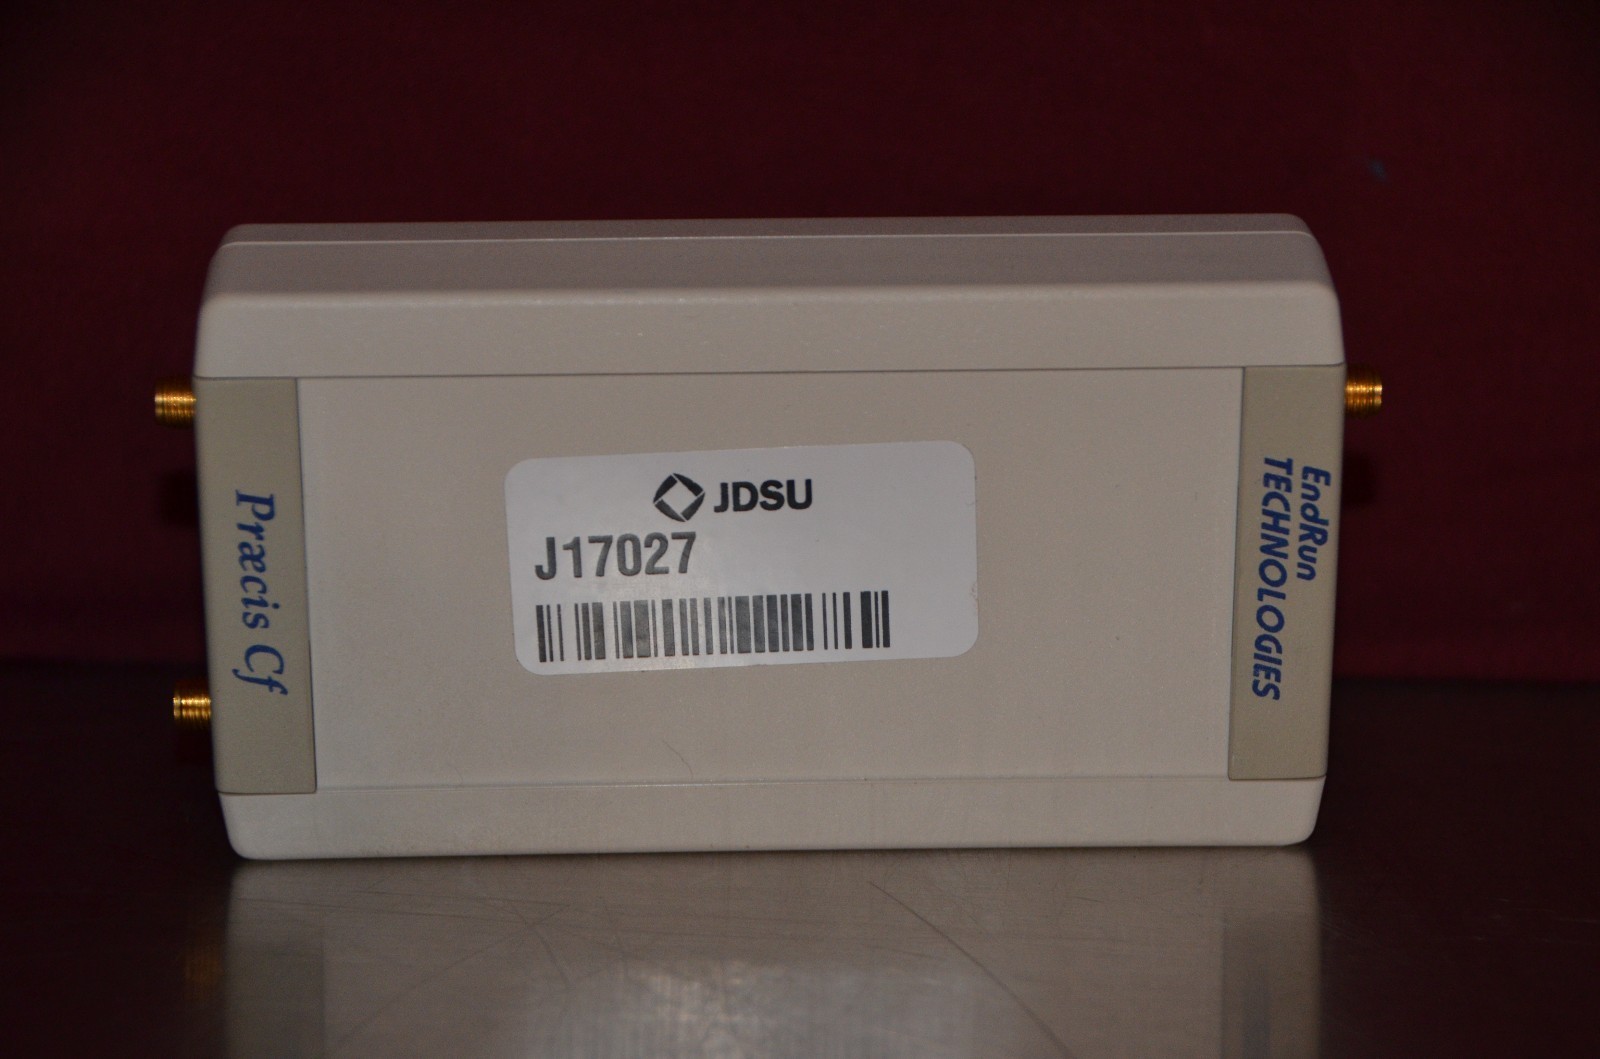 Præcis Cf
JDSU
J17027
EndRun
TECHNOLOGIES